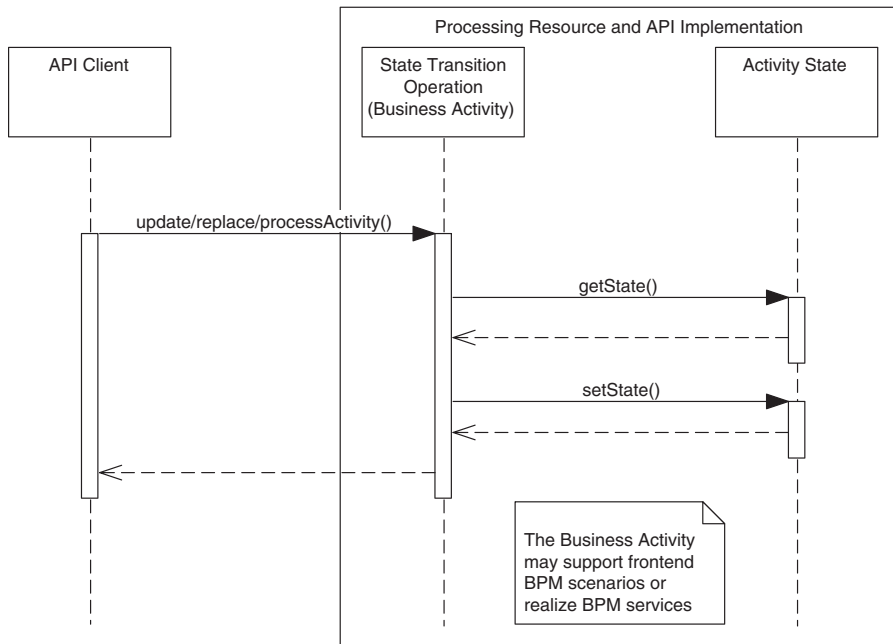 Processing Resource and API Implementation
API Client
State Transition
Operation
(Business Activity)
Activity State
update/replace/processActivity()
getState()
setState()
The Business Activity
may support frontend
BPM scenarios or
realize BPM services